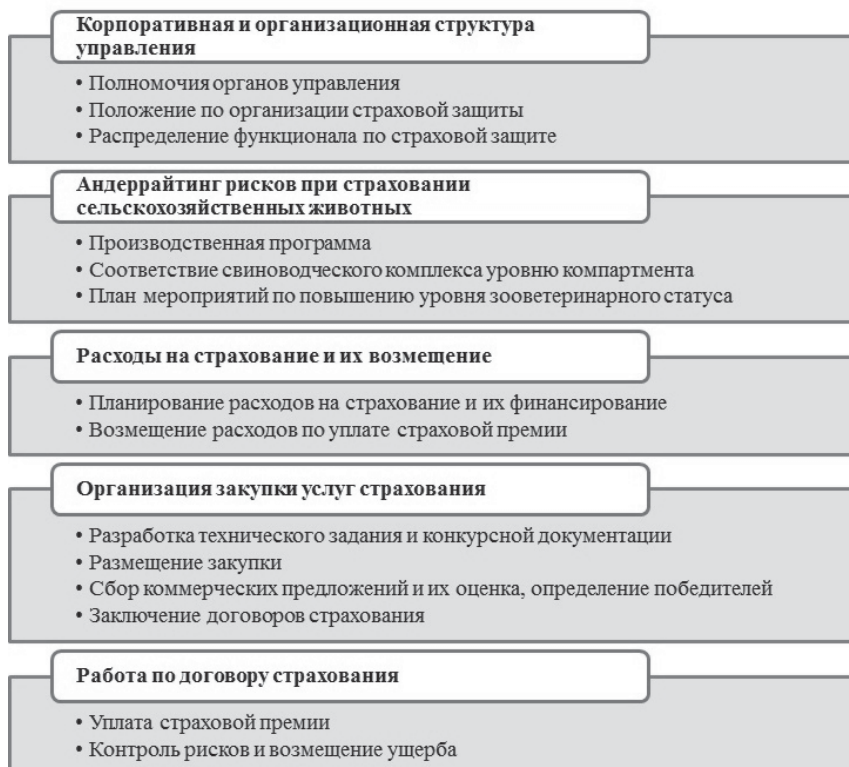 Корпоративная и организационная структура
управления
• Полномочия органов управления
• Положение по организации страховой защиты
• Распределение функционала по страховой защите
Андеррайтинг рисков при страховании
сельскохозяйственных животных
• Производственная программа
• Соответствие свиноводческого комплекса уровню компартмента
• План мероприятий по повышению уровня зооветеринарного статуса
Расходы на страхование и их возмещение
• Планирование расходов на страхование и их финансирование
• Возмещение расходов по уплате страховой премии
Организация закупки услуг страхования
• Разработка технического задания и конкурсной документации
• Размещение закупки
• Сбор коммерческих предложений и их оценка, определение победителей
• Заключение договоров страхования
Работа по договору страхования
• Уплата страховой премии
• Контроль рисков и возмещение ущерба